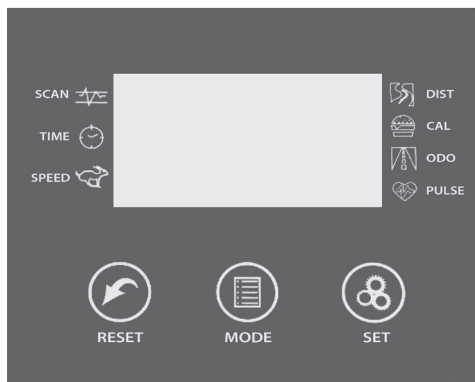 SCAN
TIME
SPEED
DIST
CAL
ODO
PULSE
RESET
MODE
SET